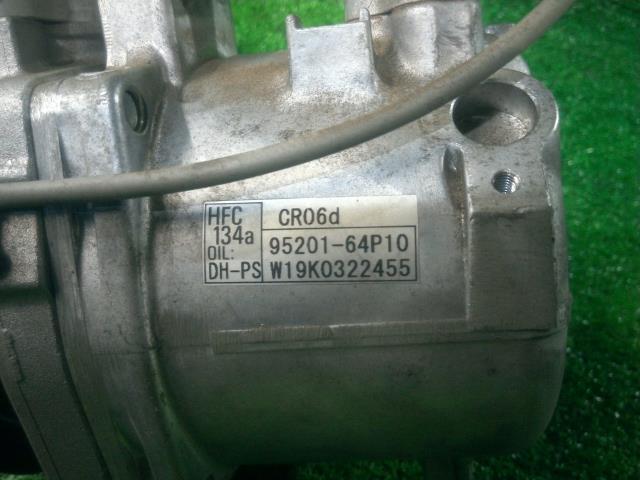 HFC
134a
OIL:
DH-PS
CR06d
95201-64P10
W19K0322455